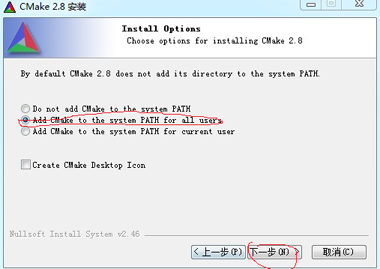 CMake 2.8 安装
Install Options
Choose options for installing CMake 2.8
By default CMake 2.8 does not add its directory to the system PATH.
Do not add CMake to the system PATH
Add CMake to the system PATH for all users
Add CMake to the system PATH for current user
Create CMake Desktop Icon
Nullsoft Install System v2.46
< 上一步(P) 下一步(N) > 取消(C)